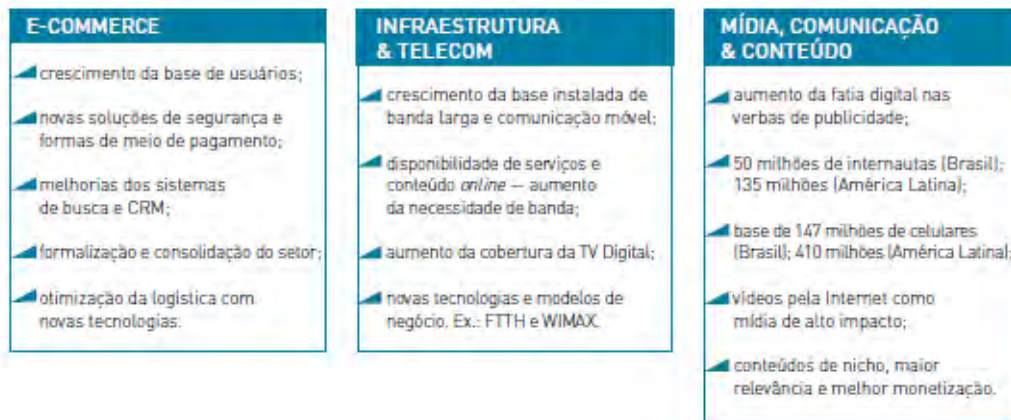 E-COMMERCE
crescimento da base de usuários;
novas soluções de segurança e
formas de meio de pagamento;
melhorias dos sistemas
de busca e CRM;
formalização e consolidação do setor;
otimização da logística com
novas tecnologias.
INFRAESTRUTURA
& TELECOM
crescimento da base instalada de
banda larga e comunicação móvel;
disponibilidade de serviços e
conteúdo online — aumento
da necessidade de banda;
aumento da cobertura da TV Digital;
novas tecnologias e modelos de
negócio. Ex.: FTTH e WIMAX.
MÍDIA, COMUNICAÇÃO
& CONTEÚDO
aumento da fatia digital nas
verbas de publicidade;
50 milhões de internautas (Brasil);
135 milhões (América Latina);
base de 147 milhões de celulares
(Brasil); 410 milhões (América Latina);
vídeos pela Internet como
mídia de alto impacto;
conteúdos de nicho, maior
relevância e melhor monetização.